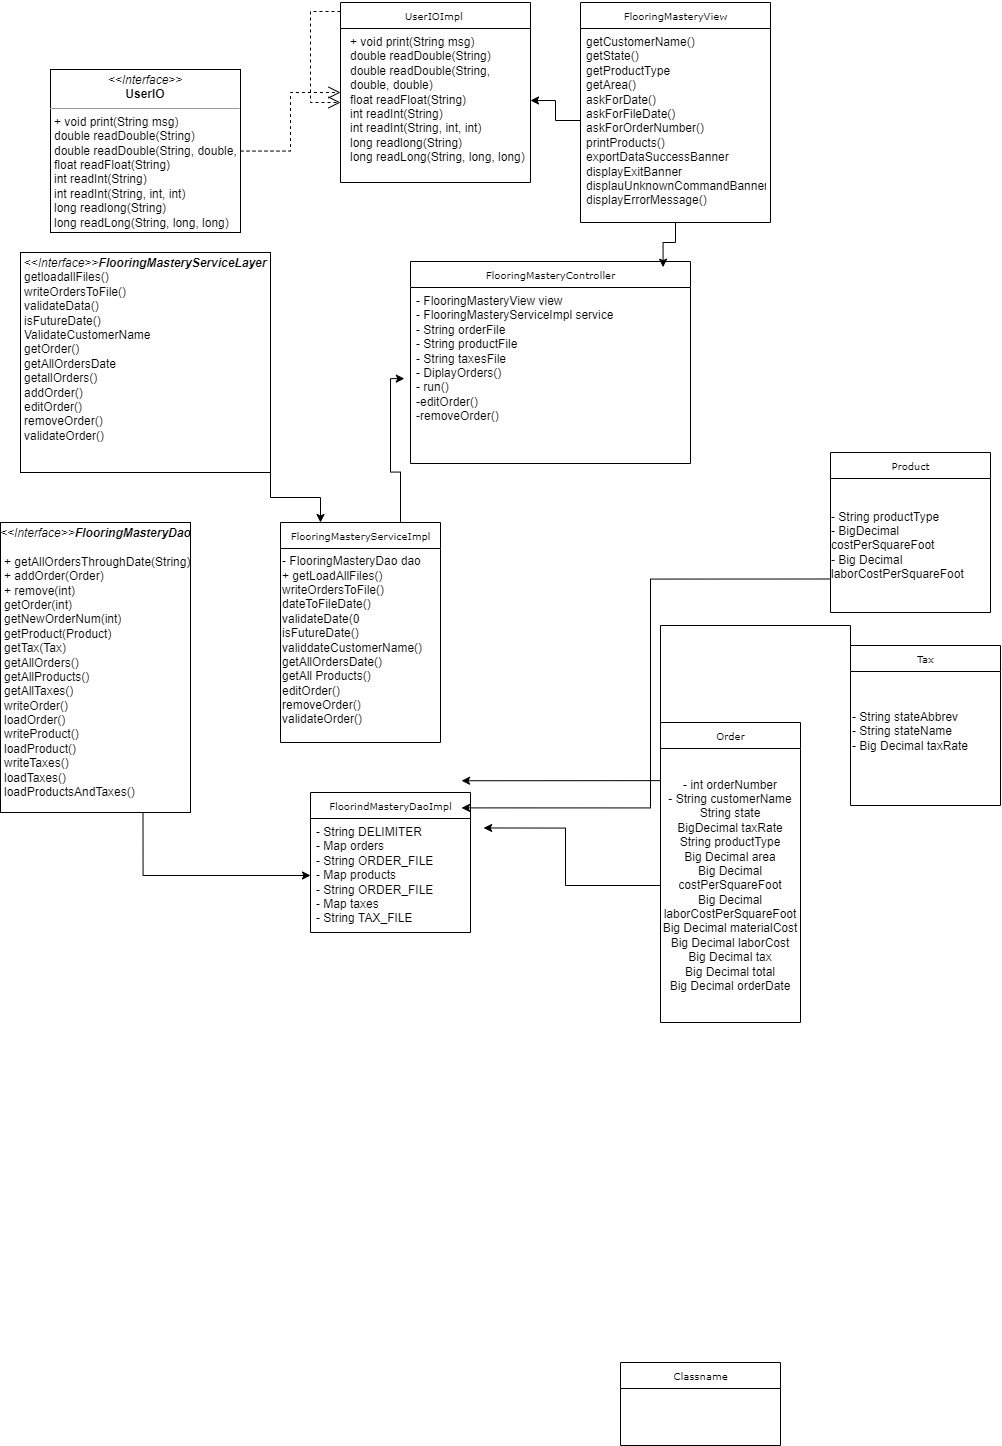 UserIOImpl
+ void print(String msg)
double readDouble(String)
double readDouble(String,
double, double)
float readFloat(String)
int readInt(String)
int readInt(String, int, int)
long readlong(String)
long readLong(String, long, long)
FlooringMasteryView
getCustomerName()
getState()
getProductType
getArea()
askForDate()
askForFileDate()
askForOrderNumber()
printProducts()
exportDataSuccessBanner
displayExitBanner
displauUnknownCommandBanner
displayErrorMessage()
<<Interface>>
UserIO
+ void print(String msg)
double readDouble(String)
double readDouble(String, double,
float readFloat(String)
int readInt(String)
int readInt(String, int, int)
long readlong(String)
long readLong(String, long, long)
<<Interface>>FlooringMasteryServiceLayer
getloadallFiles()
writeOrdersToFile()
validateData()
isFutureDate()
ValidateCustomerName
getOrder()
getAllOrdersDate
getallOrders()
addOrder()
editOrder()
removeOrder()
validateOrder()
FlooringMasteryController
- FlooringMasteryView view
- FlooringMasteryServiceImpl service
- String orderFile
- String productFile
- String taxesFile
- DiplayOrders()
- run()
-editOrder()
-removeOrder()
Product
- String productType
- BigDecimal
costPerSquareFoot
- Big Decimal
laborCostPerSquareFoot
<<Interface>>FlooringMasteryDao
+ getAllOrdersThroughDate(String)
+ addOrder(Order)
+ remove(int)
getOrder(int)
getNewOrderNum(int)
getProduct(Product)
getTax(Tax)
getAllOrders()
getAllProducts()
getAllTaxes()
writeOrder()
loadOrder()
writeProduct()
loadProduct()
writeTaxes()
loadTaxes()
loadProductsAndTaxes()
FlooringMasteryServiceImpl
- FlooringMasteryDao dao
+ getLoadAllFiles()
writeOrdersToFile()
dateToFileDate()
validateDate(0
isFutureDate()
validdateCustomerName()
getAllOrdersDate()
getAll Products()
editOrder()
removeOrder()
validateOrder()
Tax
- String stateAbbrev
- String stateName
- Big Decimal taxRate
Order
- int orderNumber
- String customerName
String state
BigDecimal taxRate
String productType
Big Decimal area
Big Decimal
costPerSquareFoot
Big Decimal
laborCostPerSquareFoot
Big Decimal materialCost
Big Decimal laborCost
Big Decimal tax
Big Decimal total
Big Decimal orderDate
FloorindMasteryDaoImpl
- String DELIMITER
- Map orders
- String ORDER_FILE
- Map products
- String ORDER_FILE
- Map taxes
- String TAX_FILE
Classname